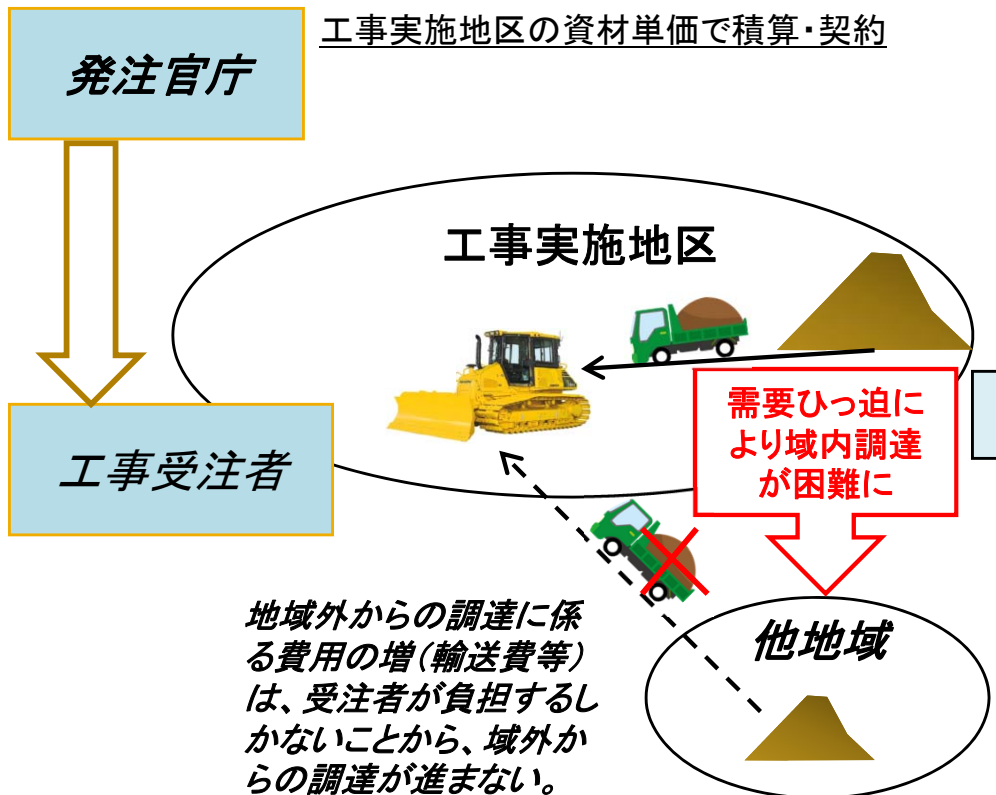 工事実施地区の資材単価で積算・契約
発注官庁
工事実施地区
需要ひっ迫に
より域内調達
が困難に
工事受注者
他地域
地域外からの調達に係
る費用の増(輸送費等)
は、受注者が負担するし
かないことから、域外か
らの調達が進まない。